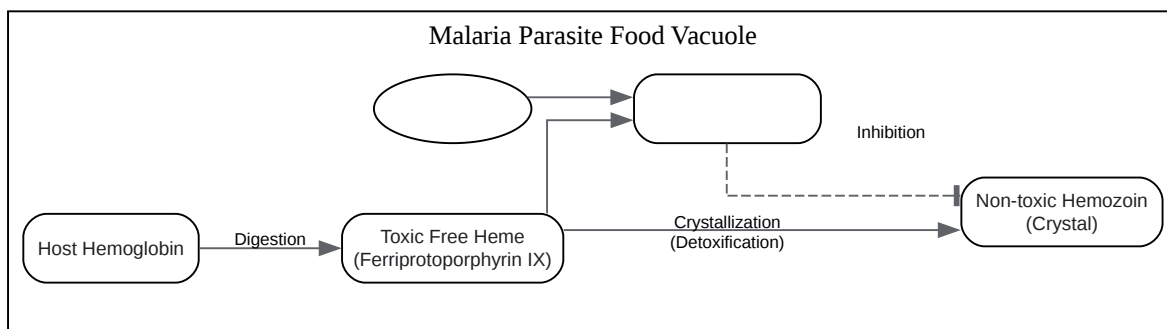 Malaria Parasite Food Vacuole
Inhibition
Non-toxic Hemozoin
(Crystal)
Host Hemoglobin
Digestion
Toxic Free Heme
(Ferriprotoporphyrin IX)
Crystallization
(Detoxification)